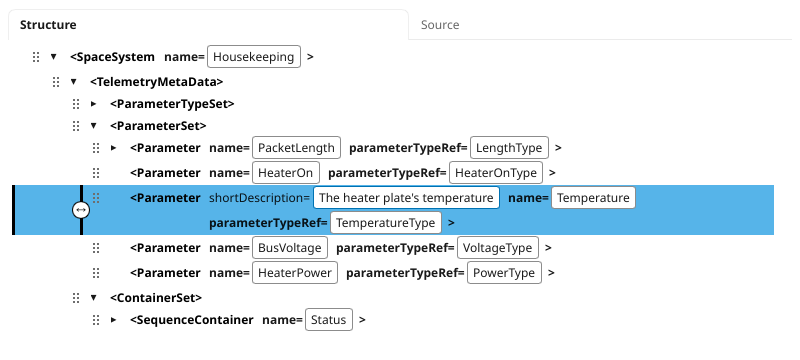 Structure Source
<SpaceSystem name= Housekeeping >
<TelemetryMetaData>
<ParameterTypeSet>
<ParameterSet>
<Parameter name= PacketLength parameterTypeRef= LengthType >
<Parameter name= HeaterOn parameterTypeRef= HeaterOnType >
<Parameter shortDescription= The heater plate's temperature name= Temperature
parameterTypeRef= TemperatureType >
<Parameter name= BusVoltage parameterTypeRef= VoltageType >
<Parameter name= HeaterPower parameterTypeRef= PowerType >
<ContainerSet>
<SequenceContainer name= Status >